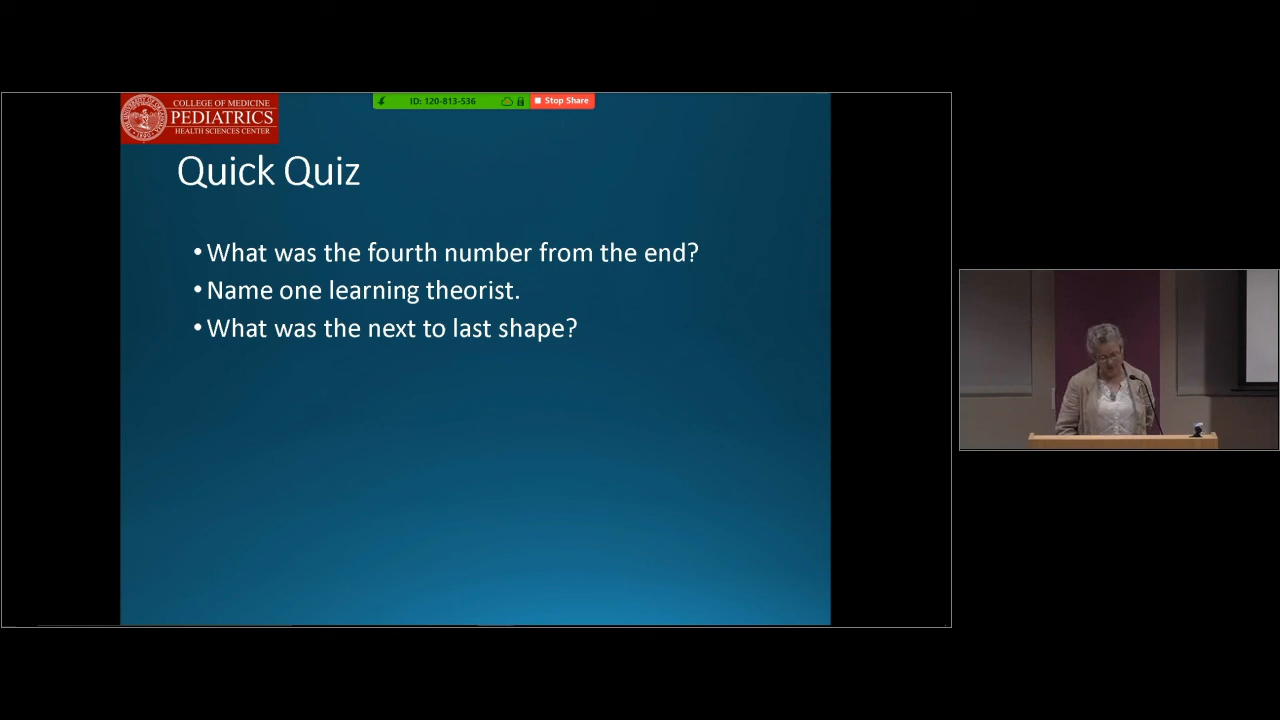 COLLEGE OF MEDICINE
PEDIATRICS
HEALTH SCIENCES CENTER
ID: 120-813-536
Stop Share
Quick Quiz
•What was the fourth number from the end?
•Name one learning theorist.
•What was the next to last shape?